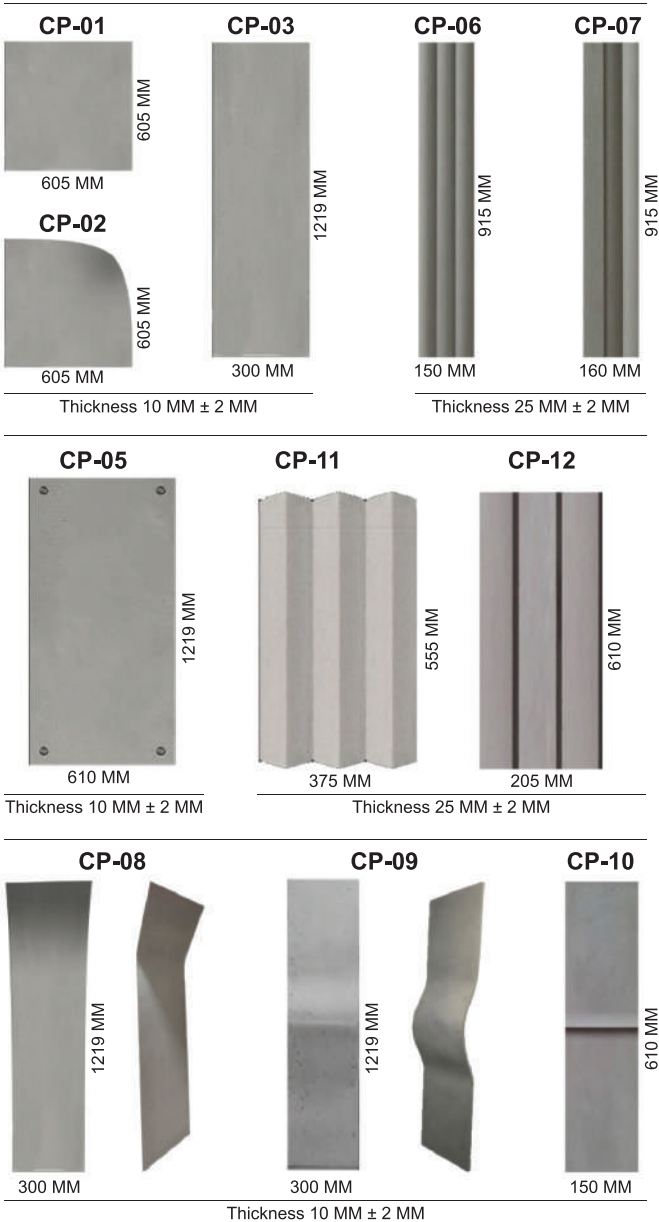 CP-01
605 MM
605 MM
CP-02
605 MM
605 MM
CP-03
1219 MM
300 MM
Thickness 10 MM ± 2 MM
CP-06
915 MM
150 MM
CP-07
915 MM
160 MM
Thickness 25 MM ± 2 MM
CP-05
1219 MM
610 MM
Thickness 10 MM ± 2 MM
CP-11
555 MM
375 MM
CP-12
610 MM
205 MM
Thickness 25 MM ± 2 MM
CP-08
1219 MM
300 MM
CP-09
1219 MM
300 MM
CP-10
610 MM
150 MM
Thickness 10 MM ± 2 MM